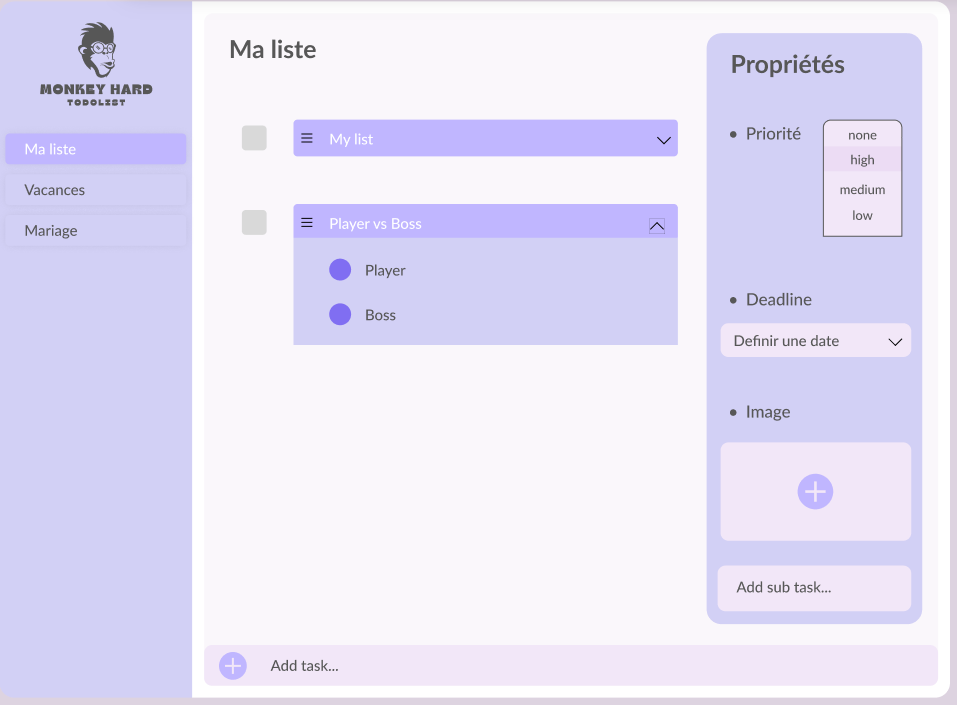 MONKEY HARD
TODOLIST
Ma liste
Vacances
Mariage
Ma liste
My list
Player vs Boss
Player
Boss
Add task...
Propriétés
Priorité
none
high
medium
low
Deadline
Definir une date
Image
Add sub task...